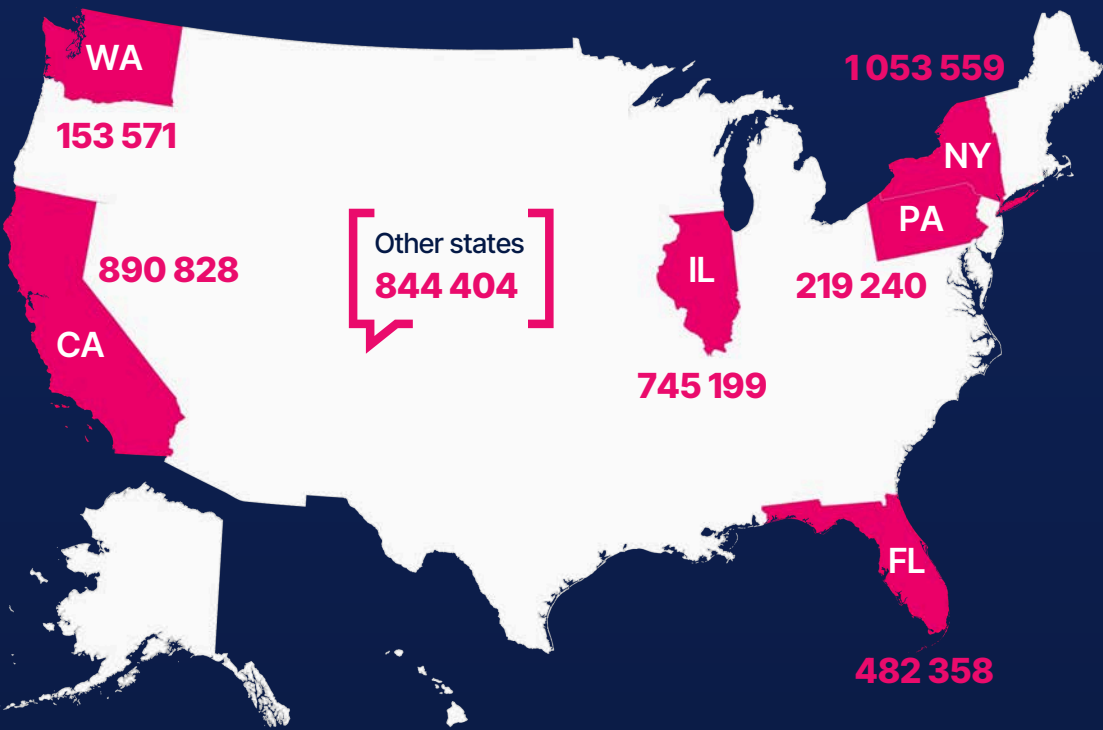 WA
153 571
1 053 559
NY
PA
219 240
Other states
844 404
IL
745 199
890 828
CA
FL
482 358